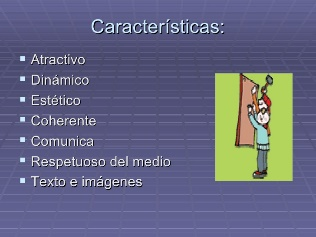 Características:
Atractivo
Dinámico
Estético
Coherente
Comunica
Respetuoso del medio
Texto e imágenes